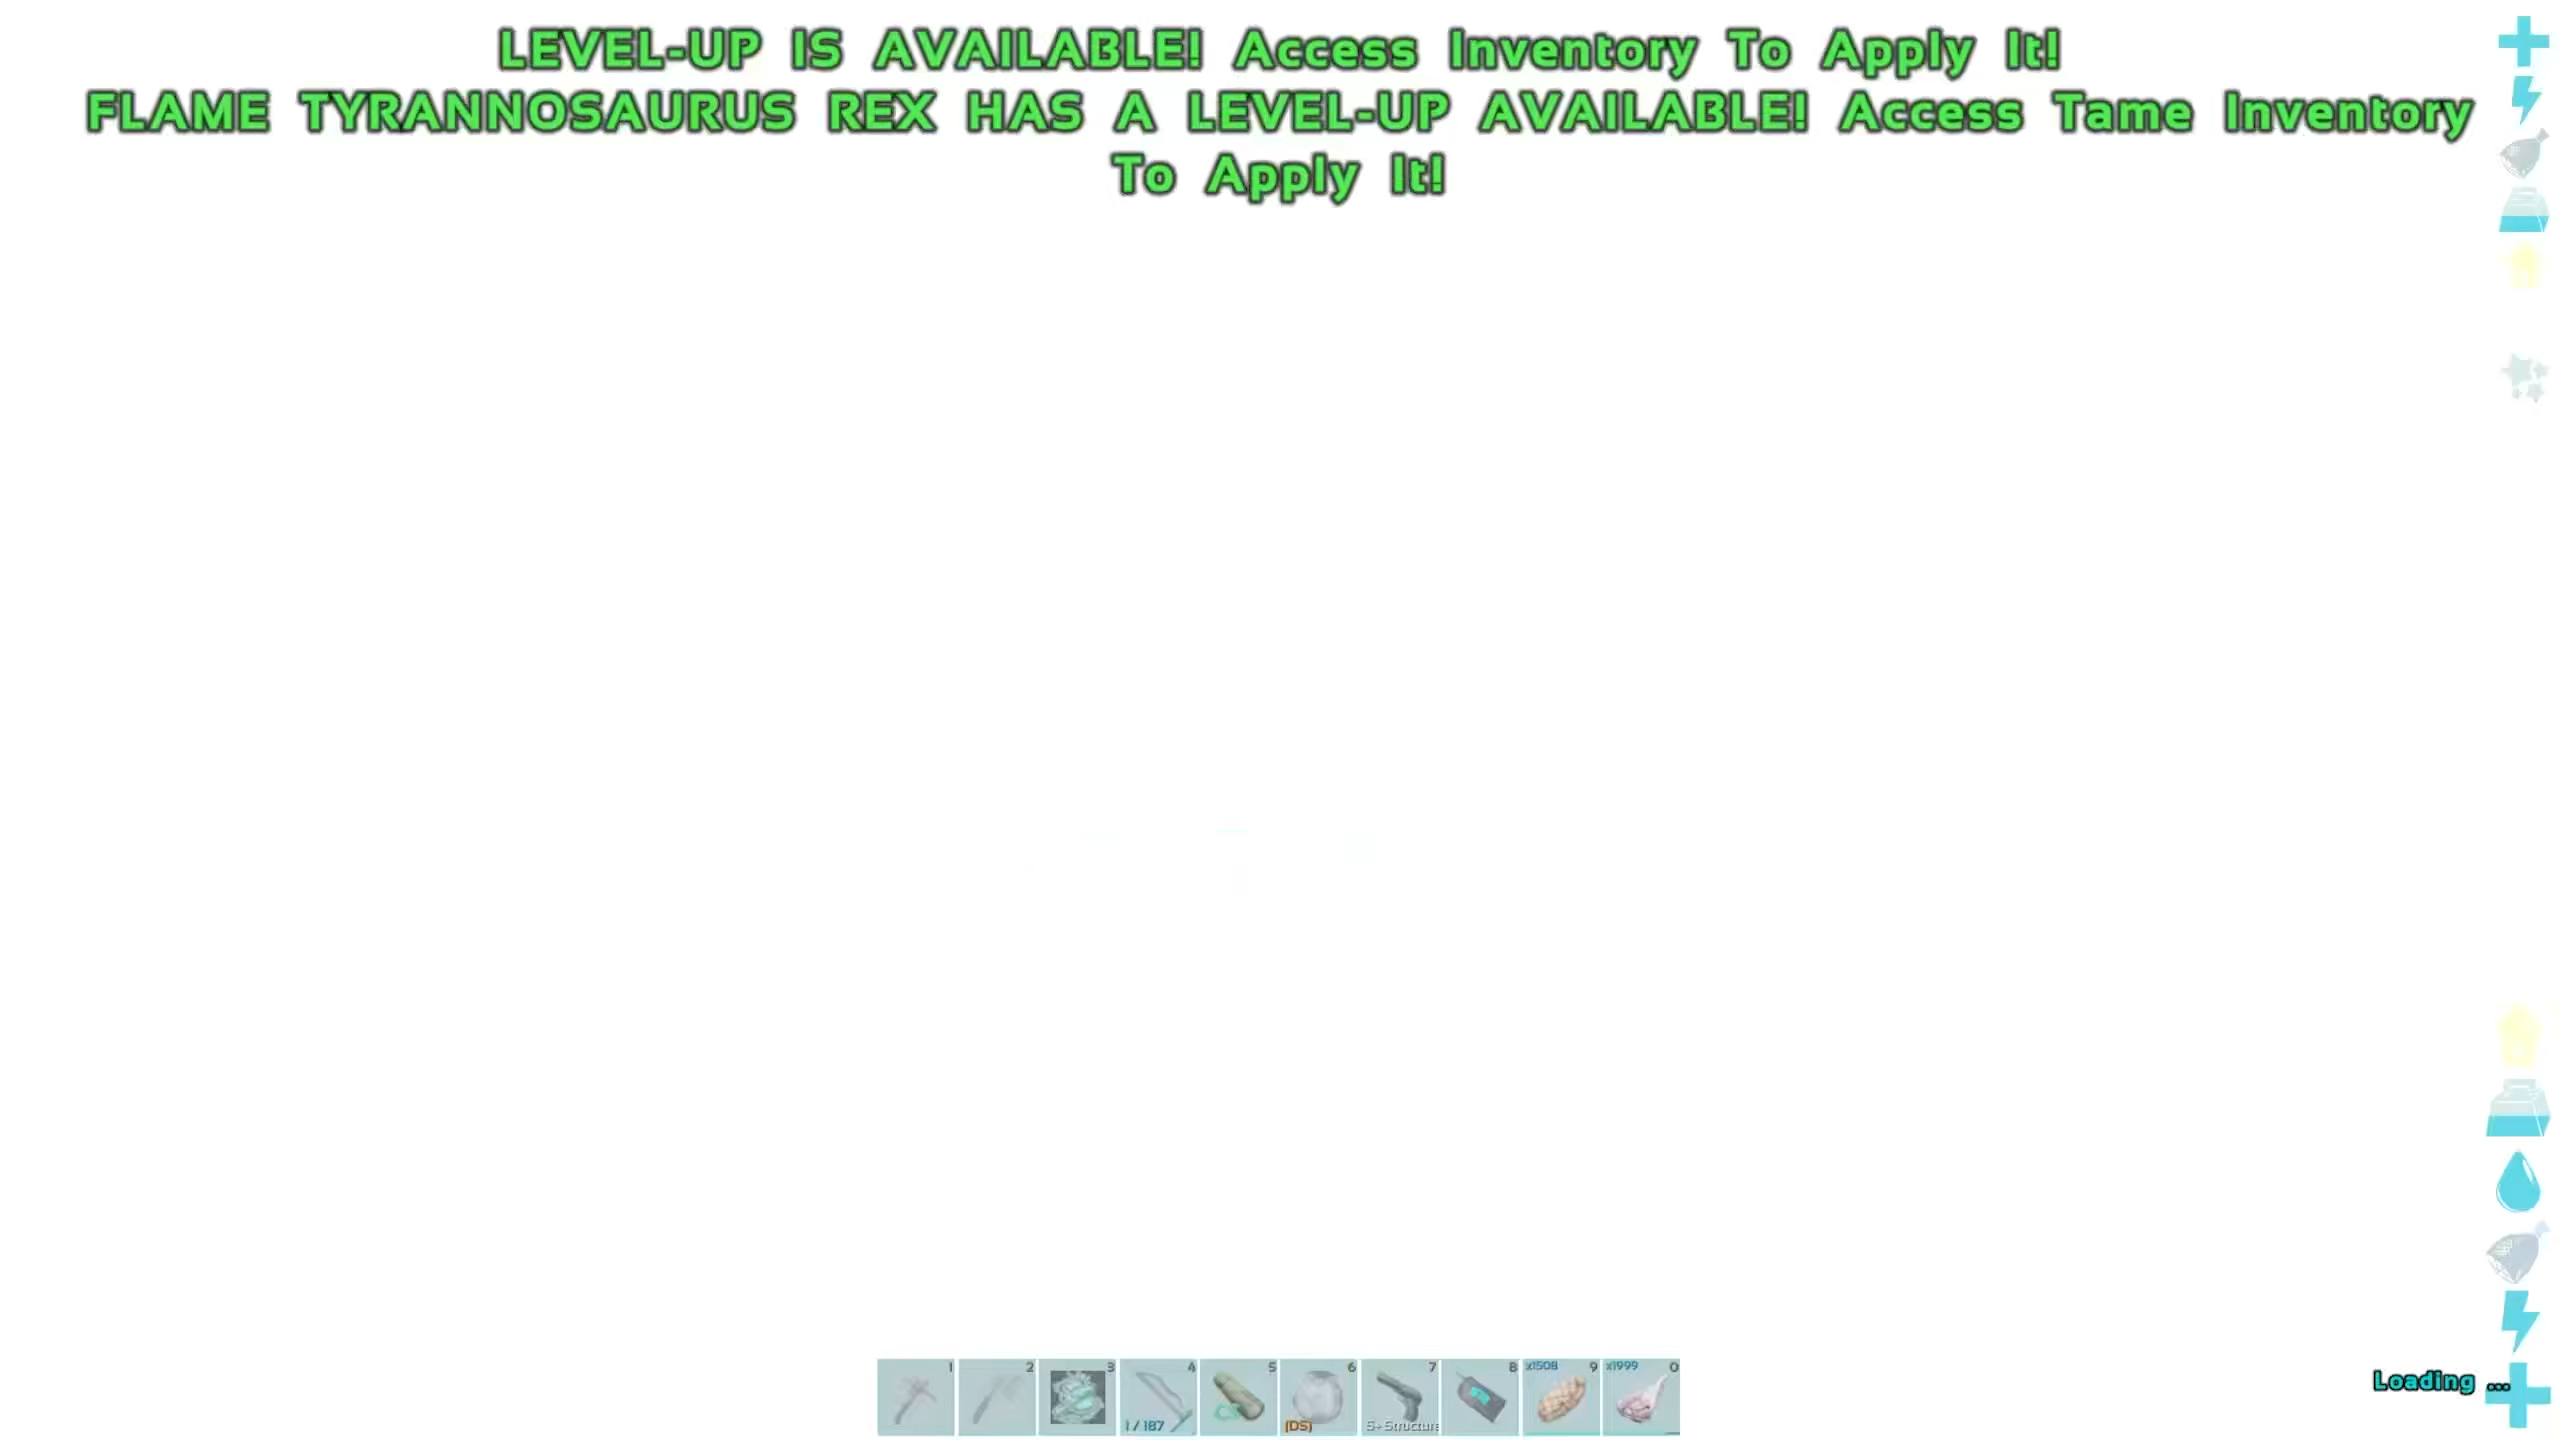 LEVEL-UP IS AVAILABLE! Access Inventory To Apply It!
FLAME TYRANNOSAURUS REX HAS A LEVEL-UP AVAILABLE! Access Tame Inventory
To Apply It!
Loading ...
1 2 3 4 5 6 7 8 x1508 9 x1999 0
1 / 187 (DS) S+ Structure